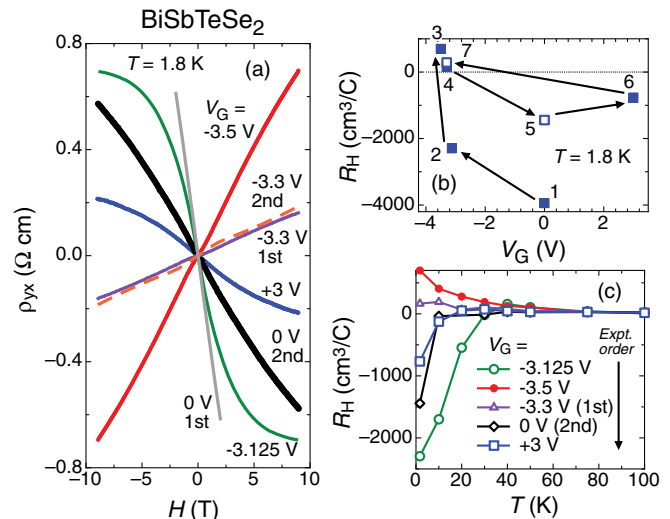 BiSbTeSe2
0.8
0.4
0.0
-0.4
-0.8
ρyx (Ω cm)
-10
-5
0
5
10
H (T)
T = 1.8 K
(a)
VG =
-3.5 V
-3.3 V
2nd
-3.3 V
1st
+3 V
0 V
2nd
0 V
1st
-3.125 V
0
-2000
-4000
RH (cm3/C)
-4
-2
0
2
VG (V)
3
7
4
6
5
2
1
T = 1.8 K
(b)
500
0
-500
-1000
-2000
RH (cm3/C)
0
20
40
60
80
100
T (K)
(c)
VG =
-3.125 V
-3.5 V
-3.3 V (1st)
0 V (2nd)
+3 V
Expt.
order